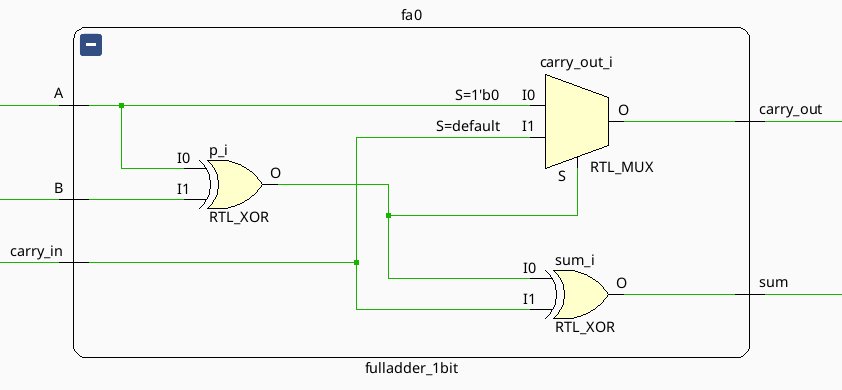 fa0
carry_out_i
A
S=1'b0
I0
O
carry_out
S=default
I1
p_i
I0
O
RTL_MUX
S
B
I1
RTL_XOR
carry_in
sum_i
I0
O
sum
I1
RTL_XOR
fulladder_1bit